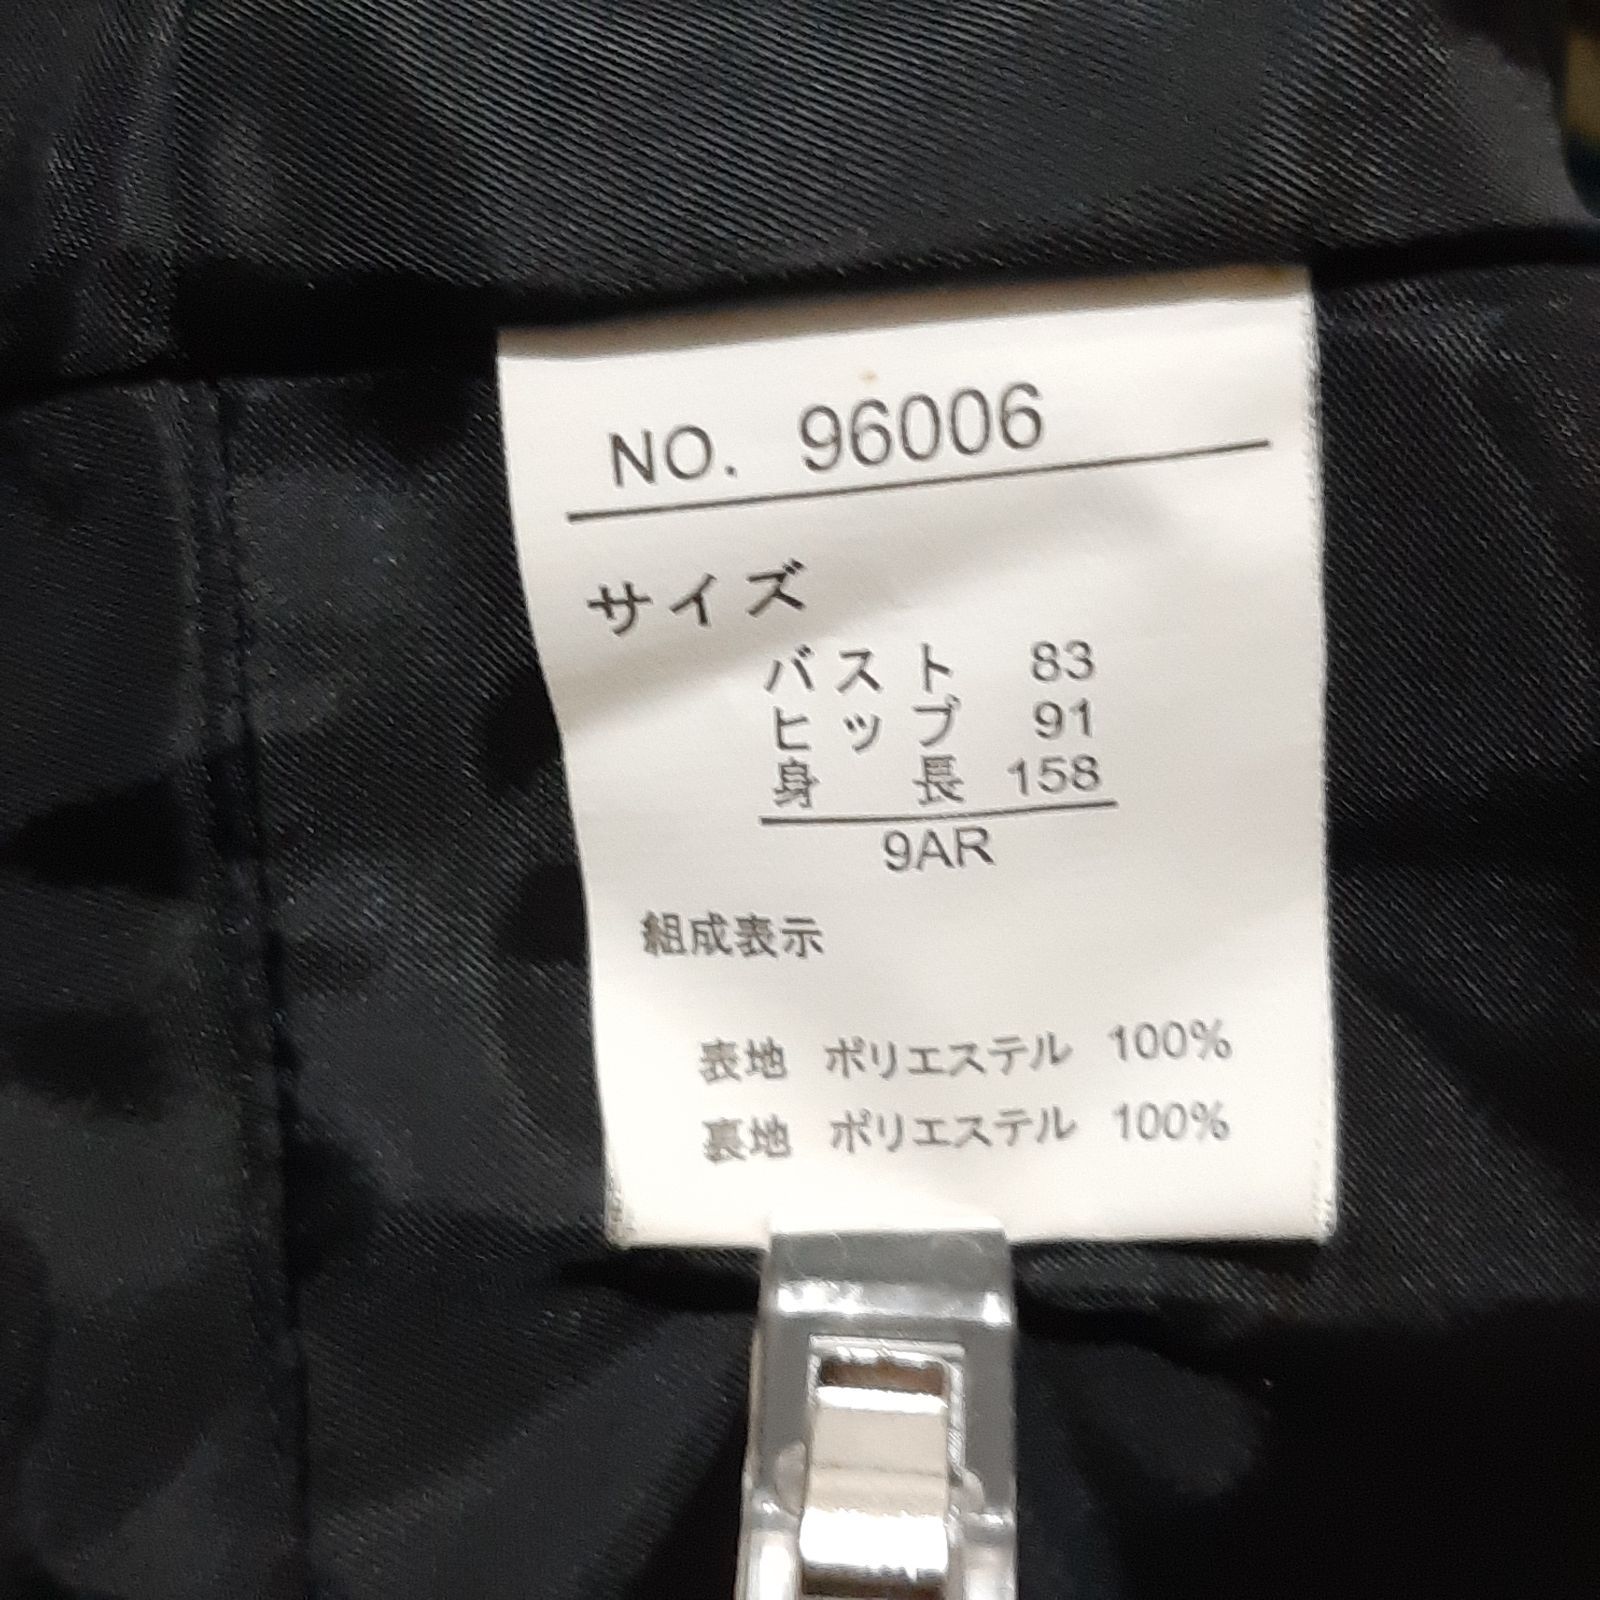 NO. 96006
サイズ
バスト 83
ヒップ 91
身長 158
9AR
組成表示
表地 ポリエステル 100%
裏地 ポリエステル 100%